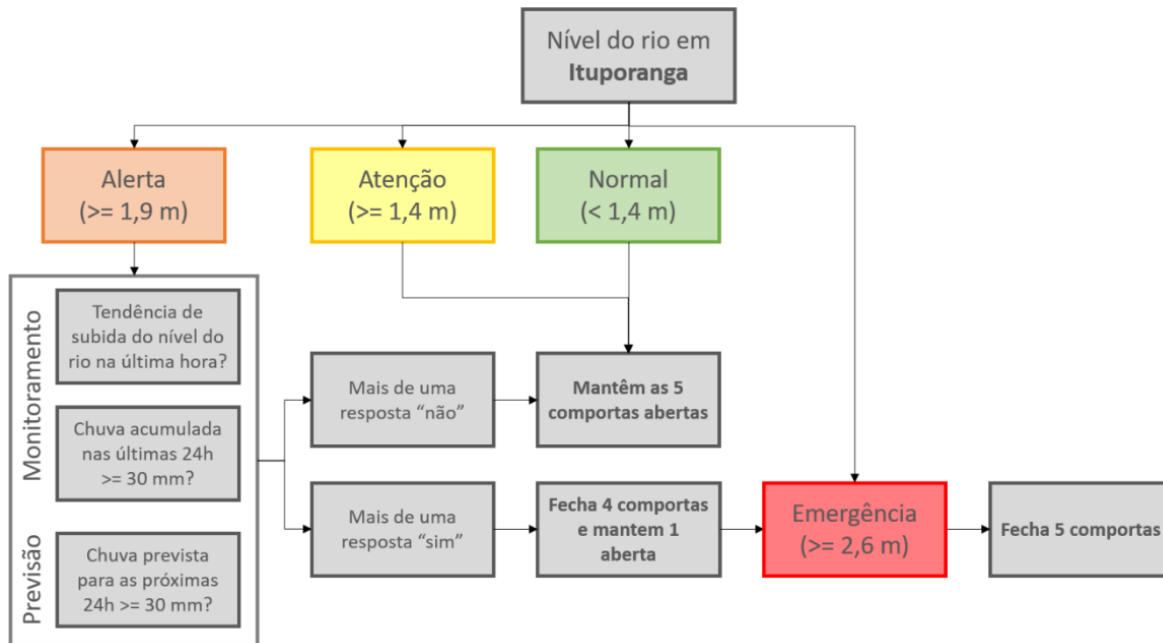 Nível do rio em
Ituporanga
Alerta
(>= 1,9 m)
Atenção
(>= 1,4 m)
Normal
(< 1,4 m)
Monitoramento
Tendência de
subida do nível do
rio na última hora?
Chuva acumulada
nas últimas 24h
>= 30 mm?
Previsão
Chuva prevista
para as próximas
24h >= 30 mm?
Mais de uma
resposta “não”
Mantêm as 5
comportas abertas
Mais de uma
resposta “sim”
Fecha 4 comportas
e mantem 1
aberta
Emergência
(>= 2,6 m)
Fecha 5 comportas